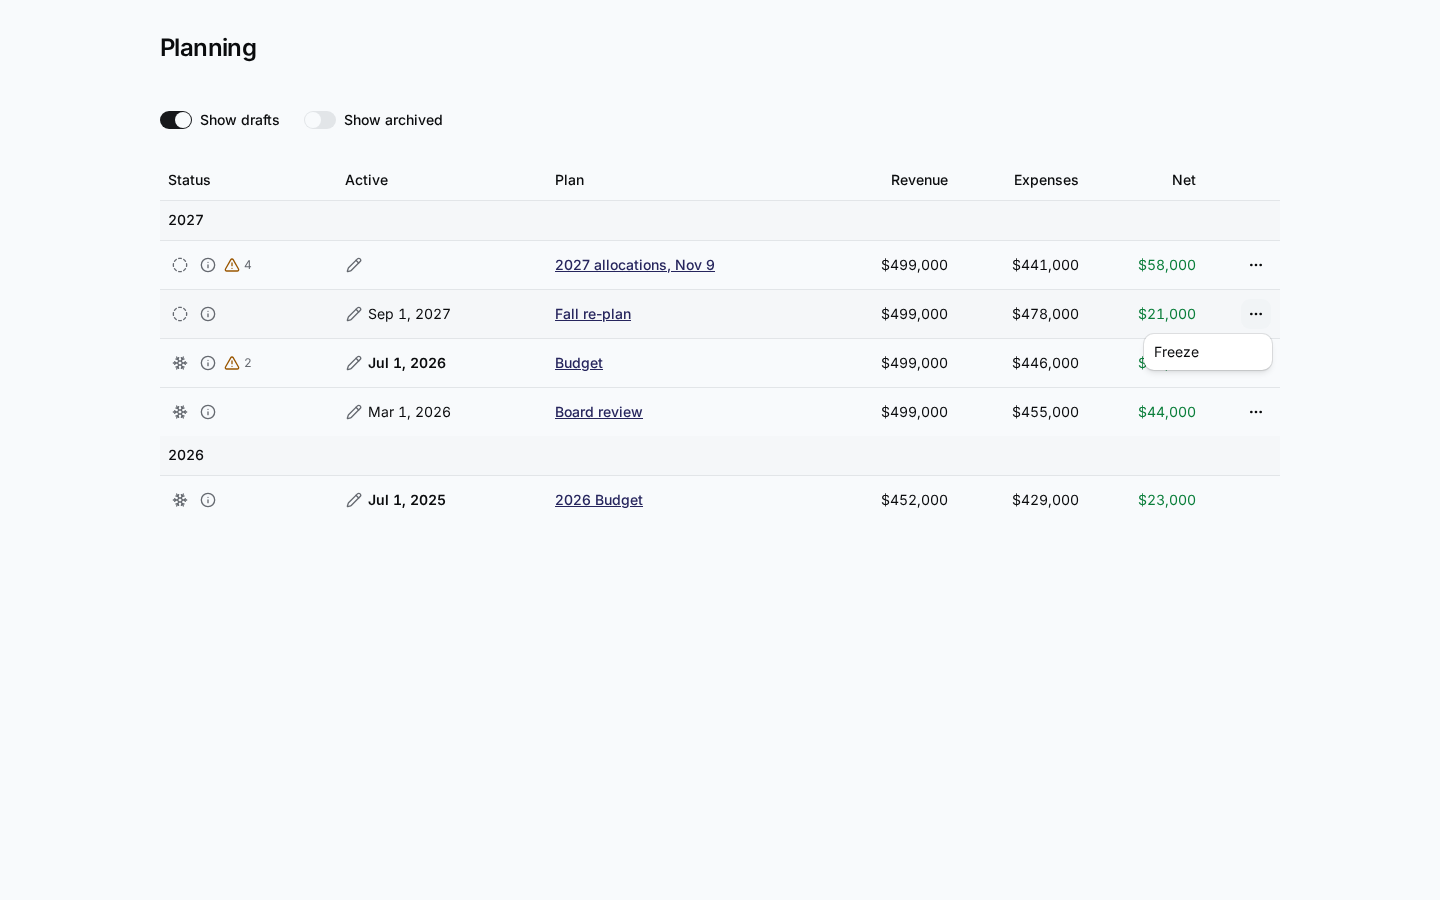 Planning
Show drafts Show archived
Status Active Plan Revenue Expenses Net
2027
4 2027 allocations, Nov 9 $499,000 $441,000 $58,000
Sep 1, 2027 Fall re-plan $499,000 $478,000 $21,000
Freeze
2 Jul 1, 2026 Budget $499,000 $446,000 $
Mar 1, 2026 Board review $499,000 $455,000 $44,000
2026
Jul 1, 2025 2026 Budget $452,000 $429,000 $23,000